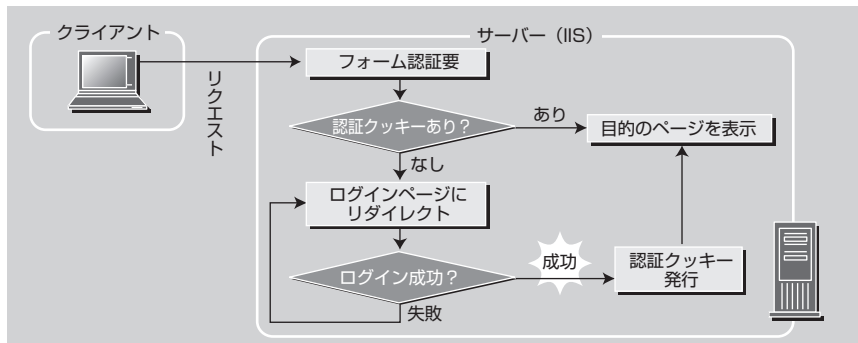 クライアント
サーバー（IIS）
リクエスト
フォーム認証要
認証クッキーあり？
あり
目的のページを表示
なし
ログインページに
リダイレクト
ログイン成功？
成功
認証クッキー
発行
失敗